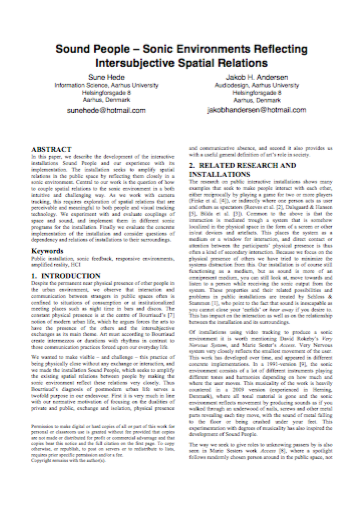 Sound People – Sonic Environments Reflecting
Intersubjective Spatial Relations
Sune Hede
Information Science, Aarhus University
Helsingforsgade 8
Aarhus, Denmark
sunehede@hotmail.com
Jakob H. Andersen
Audiodesign, Aarhus University
Helsingforsgade 8
Aarhus, Denmark
jakobhandersen@hotmail.com
ABSTRACT
In this paper, we describe the development of the interactive
installations Sound People and our experience with its
implementation. The installation seeks to amplify spatial
relations in the public space by reflecting them closely in a
sonic environment. Central to our work is the question of how
to couple spatial relations to the sonic environment in a both
intuitive and challenging way. As we work with camera
tracking, this requires exploration of spatial relations that are
perceivable and meaningful to both people and visual tracking
technology. We experiment with and evaluate couplings of
space and sound, and implement them in different sonic
programs for the installation. Finally we evaluate the concept
implementation of the installation and consider questions of
dependency and relations of installations to their surroundings.
Keywords
Public installation, sonic feedback, responsive environments,
amplified reality, HCI
1. INTRODUCTION
Despite the permanent near physical presence of other people in
the urban environment, we observe that interaction and
communication between strangers in public spaces often is
confined to situations of consumption or at institutionalised
meeting places such as night time in bars and discos. The
constant physical presence is at the centre of Bourriaud's [7]
notion of modern urban life, which he argues forces the arts to
have the presence of the others and the intersubjective
exchanges as its main theme. Art must according to Bourriaud
create intersessions or durations with rhythms in contrast to
those communication practices forced upon our everyday life.
We wanted to make visible – and challenge – this practice of
being physically close without any exchange or interaction, and
we made the installation Sound People, which seeks to amplify
the existing spatial relations between people by making the
sonic environment reflect these relations very closely. Thus
Bourriaud's diagnosis of postmodern urban life serves a
twofold purpose in our endeavour: First it is very much in line
with our normative motivation of focusing on the dualities of
private and public, exchange and isolation, physical presence
Permission to make digital or hard copies of all or part of this work for
personal or classroom use is granted without fee provided that copies
are not made or distributed for profit or commercial advantage and that
copies bear this notice and the full citation on the first page. To copy
otherwise, or republish, to post on servers or to redistribute to lists,
requires prior specific permission and/or a fee.
Copyright remains with the author(s).
and communicative absence, and second it also provides us
with a useful general definition of art's role in society.
2. RELATED RESEARCH AND
INSTALLATIONS
The research on public interactive installations shows many
examples that seek to make people interact with each other,
either reciprocally by placing a game for two or more players
or indirectly where one person acts as user
and others as spectators
Common to the above is that the
interaction is mediated trough a system that is somehow
localized in the physical space in the form of a screen or other
minor devices and artefacts. This places the system as a
medium or a window for interaction, and direct contact or
attention between the participants' physical presence is thus
often a kind of secondary interaction. Because we focus on the
physical presence of others we have tried to minimize the
systems distraction from this. Our installation is of course still
functioning as a medium, but as sound is more of an
omnipresent medium, you can still look at, move towards and
listen to a person while receiving the sonic output from the
system. These properties and their related possibilities and
problems in public installations are treated by
who point to the fact that sound is inescapable as
you cannot close your 'earlids' or hear away if you desire to.
This has impact on the interaction as well as on the relationship
between the installation and its surroundings.
Of installations using video tracking to produce a sonic
environment it is worth mentioning David Rokeby's Very
Nervous System, and Martic Soster's Access. Very Nervous
system very closely reflects the smallest movement of the user.
This work has developed over time, and appeared in different
concrete implementations. In a 1993-version [9], the sonic
environment consists of a lot of different instruments playing
different tones and harmonies depending on how much and
where the user moves. This musicality of the work is heavily
countered in a 2000 version (experienced in Herning,
Denmark), where all tonal material is gone and the sonic
environment reflects movement by producing sounds as if you
walked through an underwood of nails, screws and other metal
parts revealing each tiny move, with the sound of metal falling
to the floor or being crushed under your feet. This
experimentation with degrees of musicality has also inspired the
development of Sound People.
The way we seek to give roles to unknowing passers-by is also
seen in Martic Sosters work Access [8], where a spotlight
follows randomly chosen person around in the public space, not